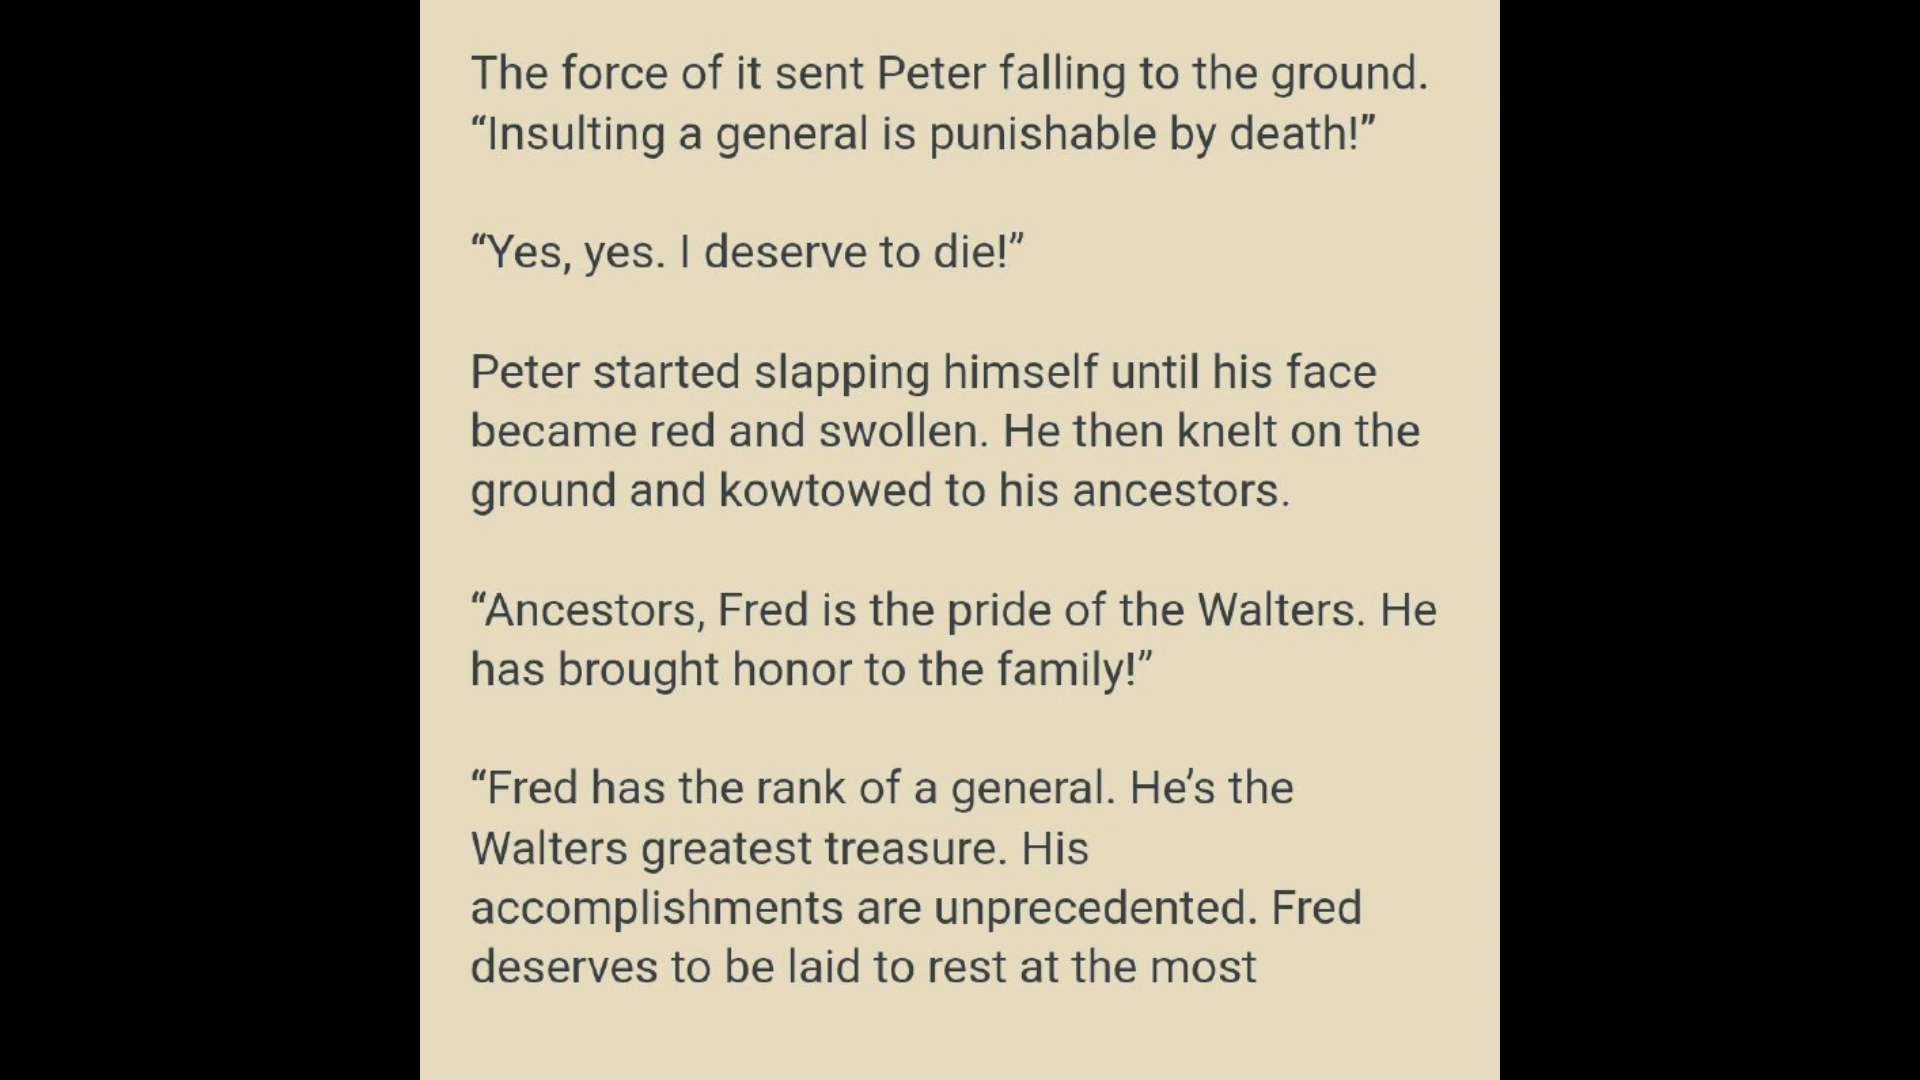 The force of it sent Peter falling to the ground.
“Insulting a general is punishable by death!”
“Yes, yes. I deserve to die!”
Peter started slapping himself until his face
became red and swollen. He then knelt on the
ground and kowtowed to his ancestors.
“Ancestors, Fred is the pride of the Walters. He
has brought honor to the family!”
“Fred has the rank of a general. He’s the
Walters greatest treasure. His
accomplishments are unprecedented. Fred
deserves to be laid to rest at the most